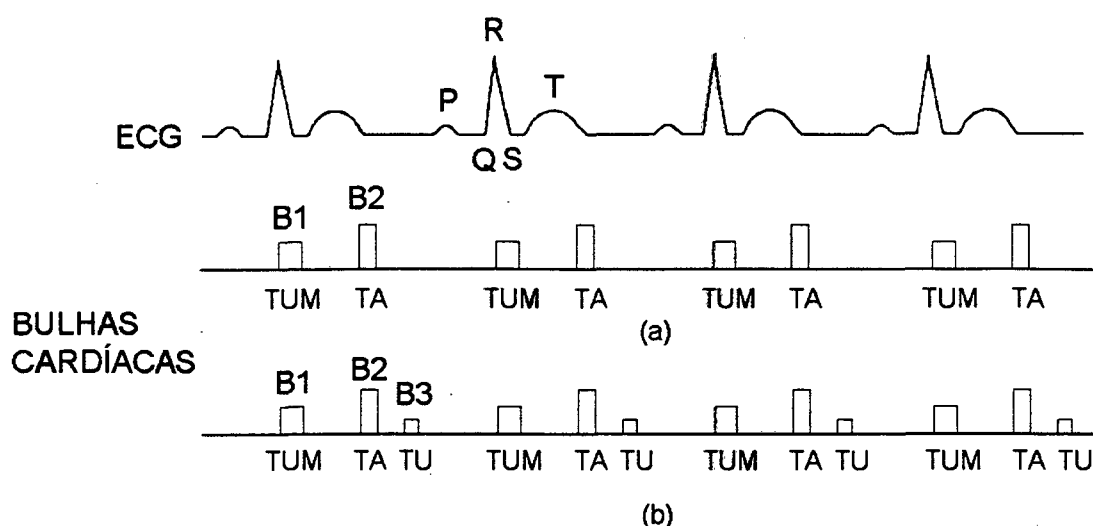 R
P
T
ECG
Q S
B1 B2
TUM TA TUM TA TUM TA TUM TA
(a)
BULHAS
CARDÍACAS
B1 B2 B3
TUM TA TU TUM TA TU TUM TA TU TUM TA TU
(b)